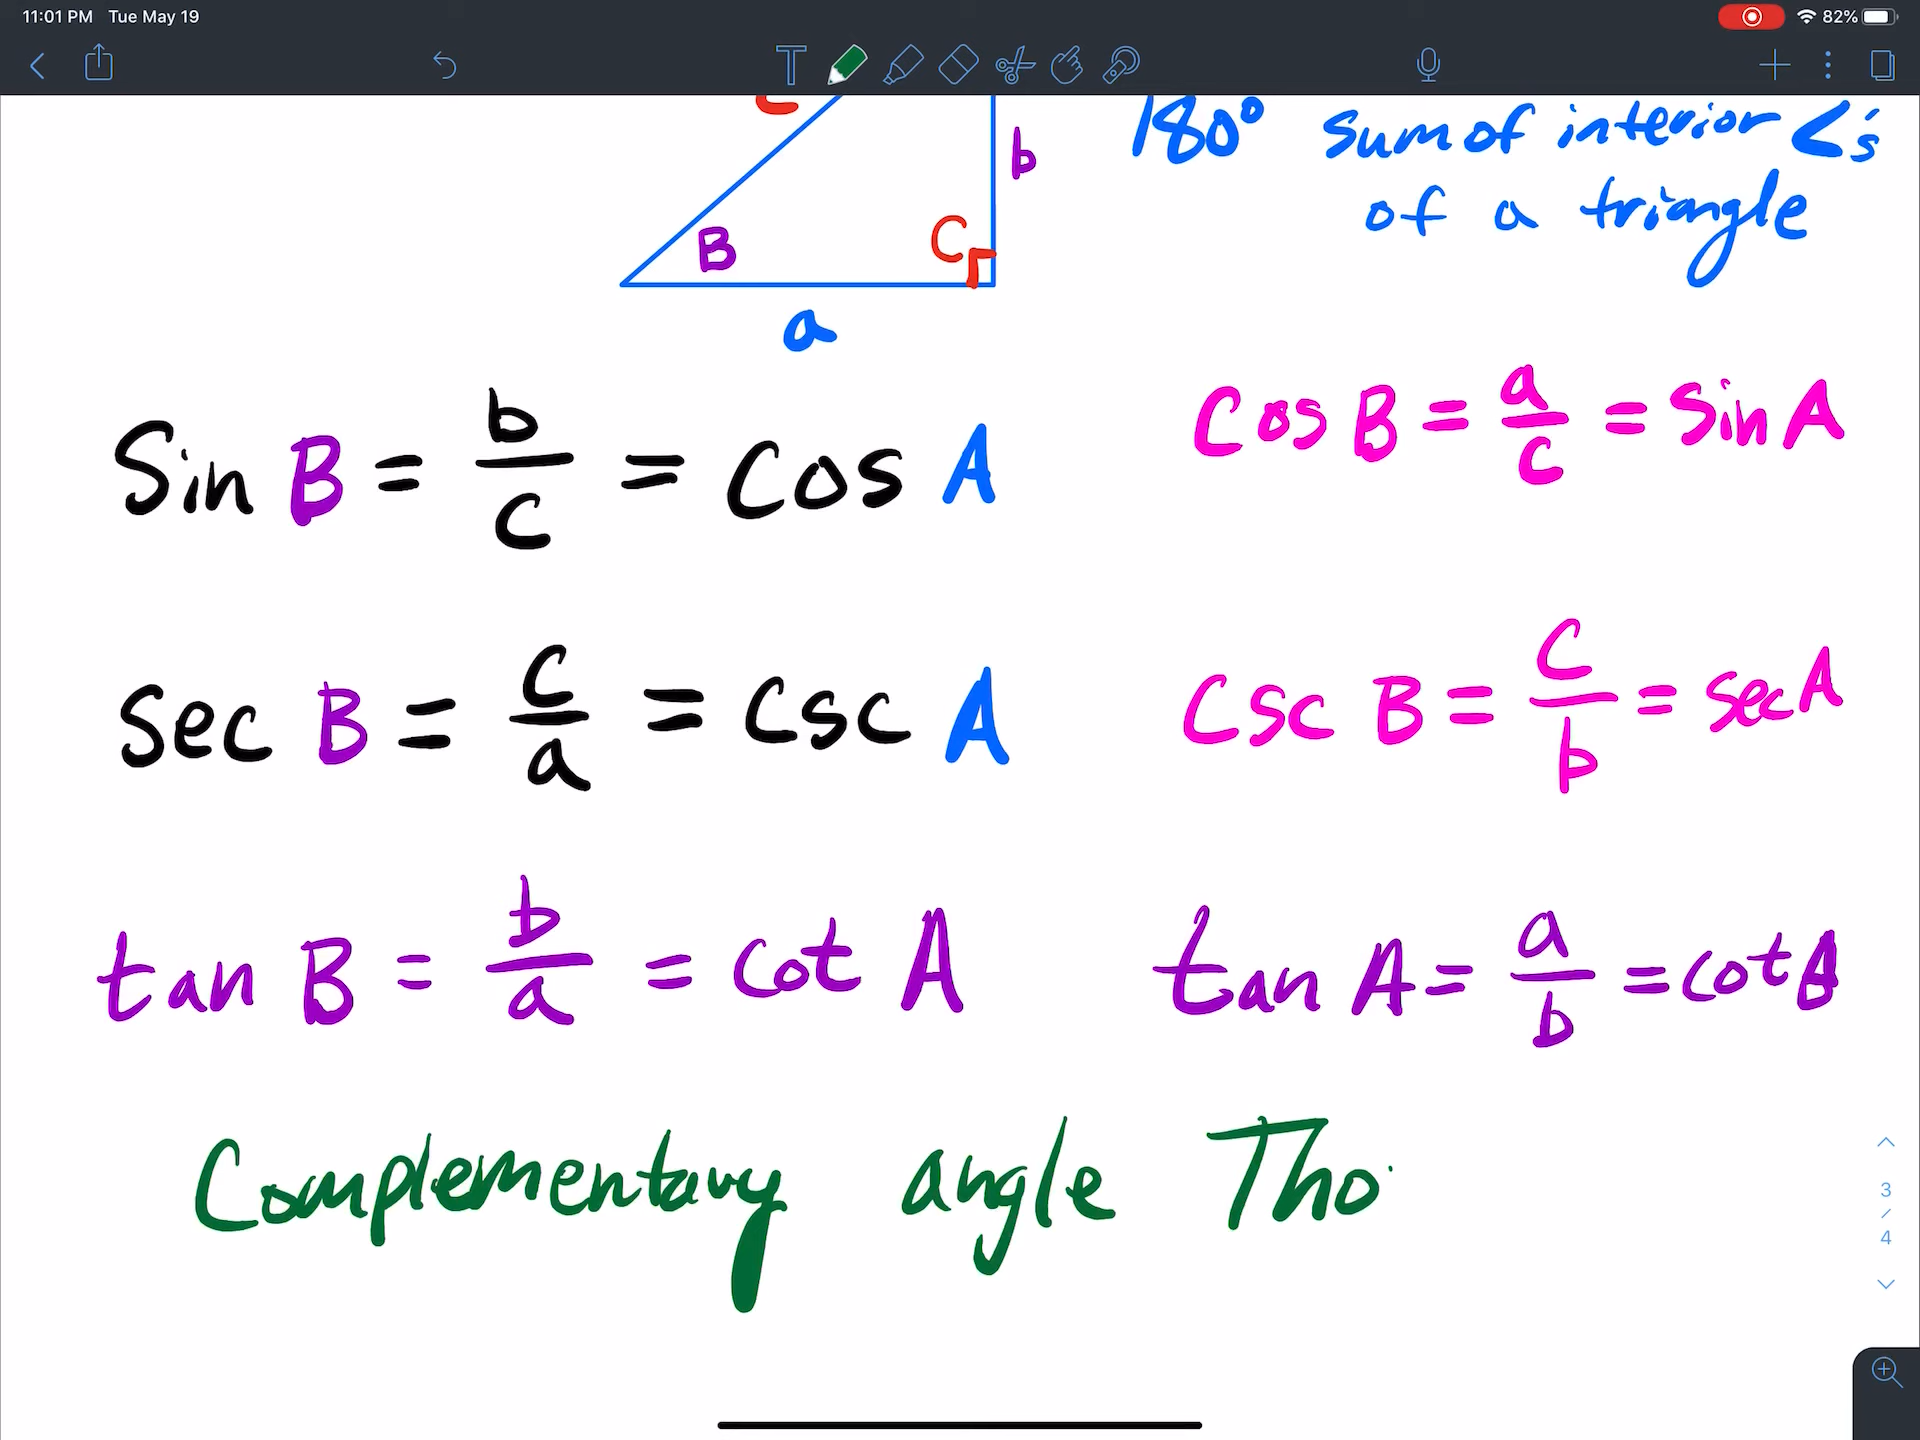 11:01 PM Tue May 19
82%
T
c
b
180° sum of interior <'s
of a triangle
B
C
a
Sin B = b/c = cos A
Cos B = a/c = sin A
sec B = c/a = csc A
csc B = c/b = sec A
tan B = b/a = cot A
tan A = a/b = cot
Complementary angle Tho
3
/
4